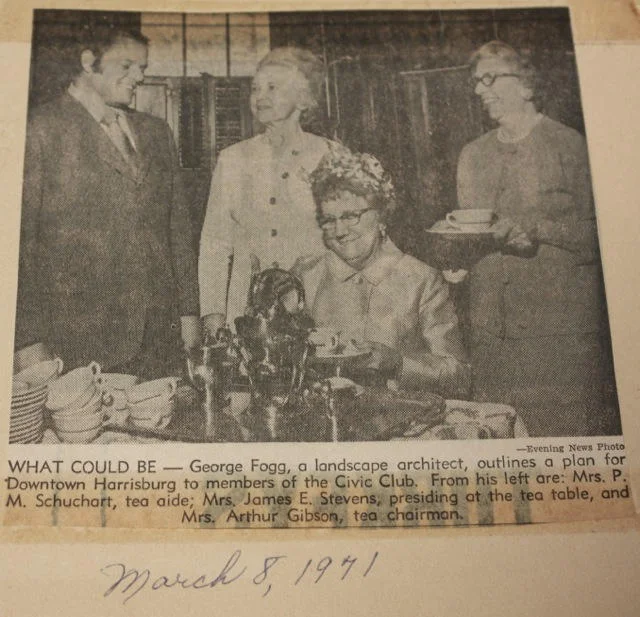 —Evening News Photo
WHAT COULD BE — George Fogg, a landscape architect, outlines a plan for
Downtown Harrisburg to members of the Civic Club. From his left are: Mrs. P.
M. Schuchart, tea aide; Mrs. James E. Stevens, presiding at the tea table, and
Mrs. Arthur Gibson, tea chairman.
March 8, 1971